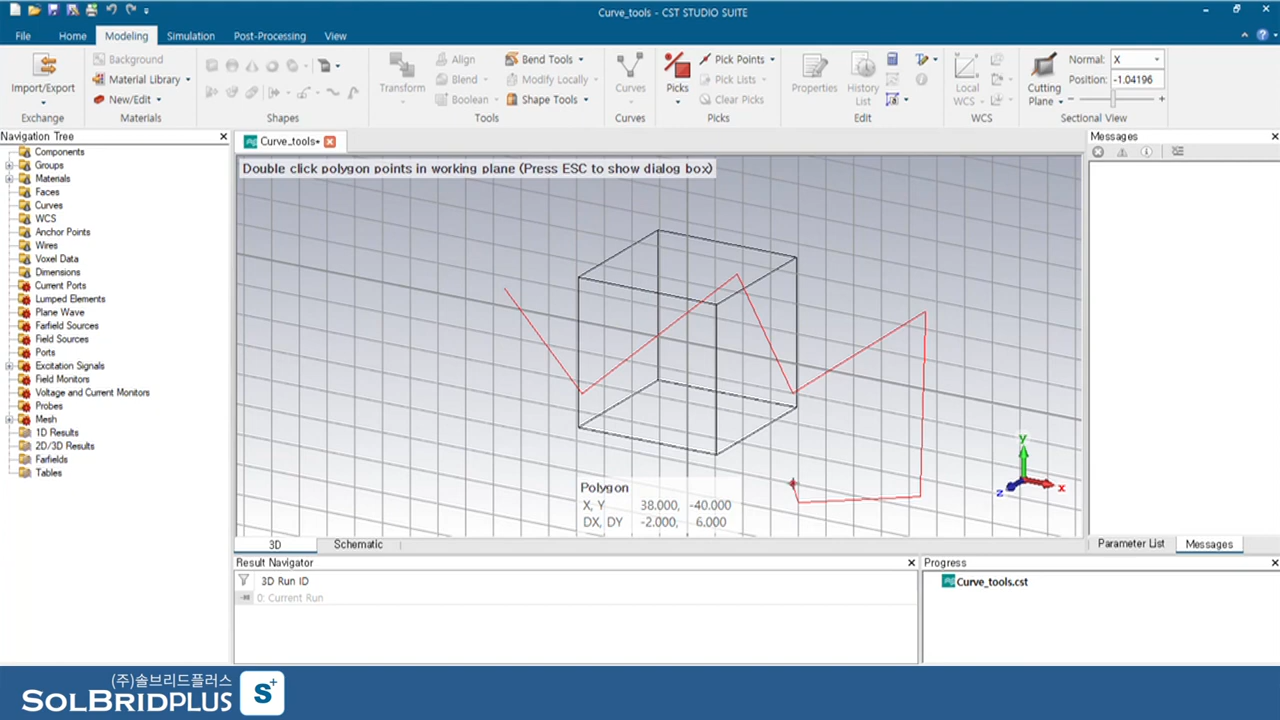 Curve_tools - CST STUDIO SUITE
File Home Modeling Simulation Post-Processing View
Import/Export
Exchange
Background
Material Library
New/Edit
Materials
Shapes
Transform
Align
Blend
Boolean
Bend Tools
Modify Locally
Shape Tools
Tools
Curves
Curves
Picks
Pick Points
Pick Lists
Clear Picks
Picks
Properties
History
List
Edit
Local
WCS
WCS
Cutting
Plane
Normal: X
Position: -1.04196
Sectional View
Navigation Tree
Components
Groups
Materials
Faces
Curves
WCS
Anchor Points
Wires
Voxel Data
Dimensions
Current Ports
Lumped Elements
Plane Wave
Farfield Sources
Field Sources
Ports
Excitation Signals
Field Monitors
Voltage and Current Monitors
Probes
Mesh
1D Results
2D/3D Results
Farfields
Tables
Curve_tools*
Double click polygon points in working plane (Press ESC to show dialog box)
Polygon
X, Y 38.000, -40.000
DX, DY -2.000, 6.000
y
z
x
3D Schematic
Messages
Parameter List Messages
Result Navigator
3D Run ID
0: Current Run
Progress
Curve_tools.cst
(주)솔브리드플러스
SOLBRIDPLUS
S+